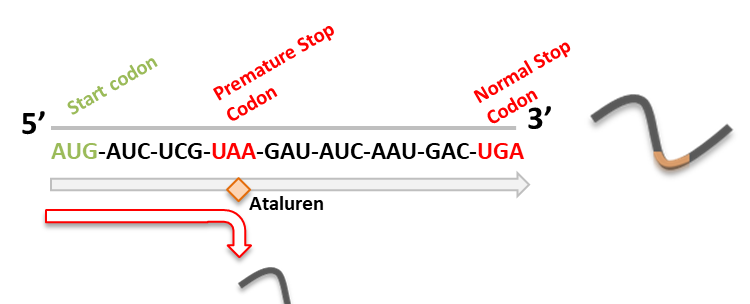 Start codon
Premature Stop
Codon
Normal Stop
Codon
5’
3’
AUG-AUC-UCG-UAA-GAU-AUC-AAU-GAC-UGA
Ataluren